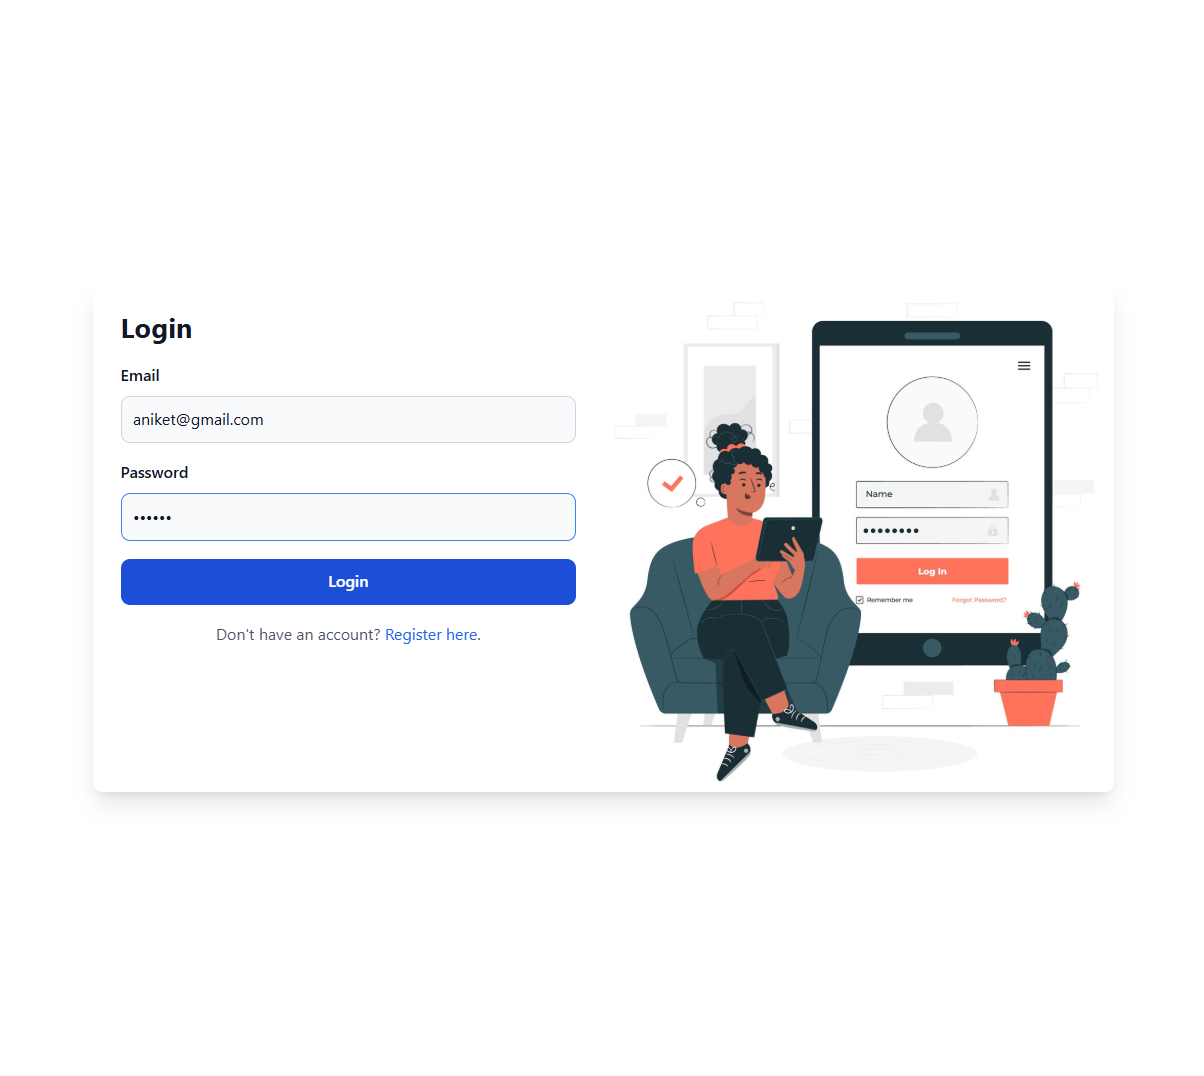 Login
Email
aniket@gmail.com
Password
••••••
Login
Don't have an account? Register here.
Name
••••••••
Log In
Remember me
Forgot Password?